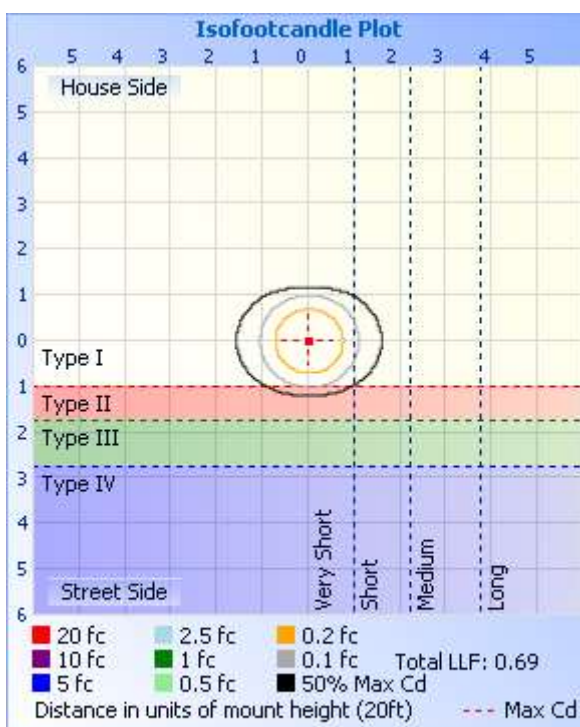 Isofootcandle Plot
5 4 3 2 1 0 1 2 3 4 5
6
House Side
5
4
3
2
1
0
Type I
1
Type II
2
Type III
3
Type IV
4
5
Street Side
6
Very Short
Short
Medium
Long
20 fc 2.5 fc 0.2 fc
10 fc 1 fc 0.1 fc Total LLF: 0.69
5 fc 0.5 fc 50% Max Cd
Distance in units of mount height (20ft) --- Max Cd